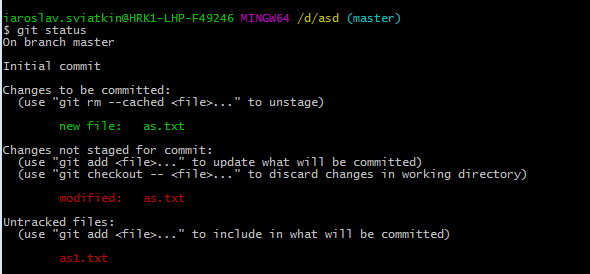 iaroslav.sviatkin@HRK1-LHP-F49246 MINGW64 /d/asd (master)
$ git status
On branch master
Initial commit
Changes to be committed:
(use "git rm --cached <file>..." to unstage)
new file:   as.txt
Changes not staged for commit:
(use "git add <file>..." to update what will be committed)
(use "git checkout -- <file>..." to discard changes in working directory)
modified:   as.txt
Untracked files:
(use "git add <file>..." to include in what will be committed)
as1.txt